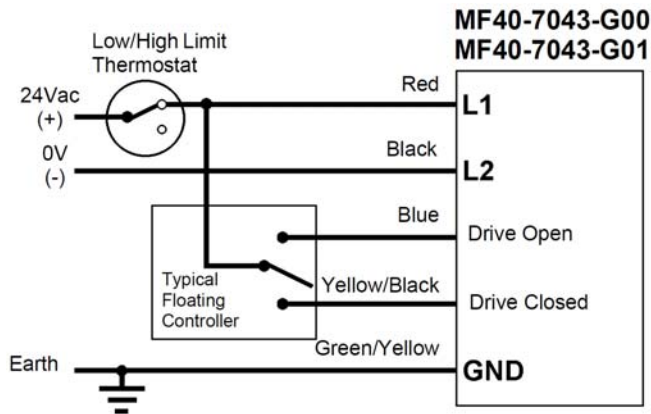 MF40-7043-G00
MF40-7043-G01
Low/High Limit
Thermostat
24Vac
(+)
Red
L1
0V
(-)
Black
L2
Blue
Drive Open
Typical
Floating
Controller
Yellow/Black
Drive Closed
Green/Yellow
Earth
GND